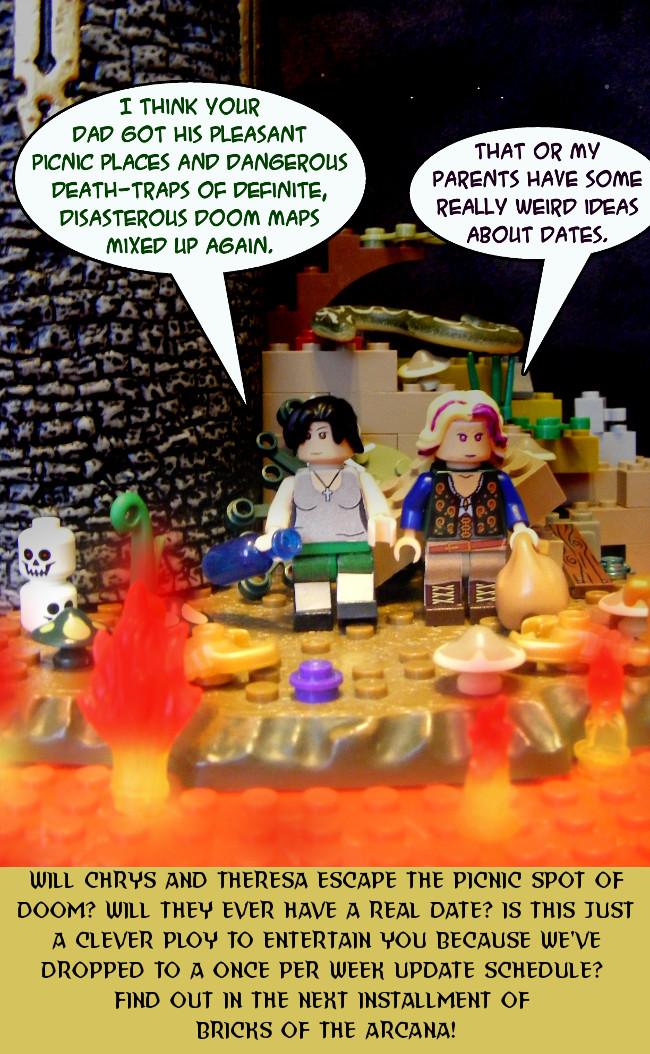 I THINK YOUR
DAD GOT HIS PLEASANT
PICNIC PLACES AND DANGEROUS
DEATH-TRAPS OF DEFINITE,
DISASTEROUS DOOM MAPS
MIXED UP AGAIN.
THAT OR MY
PARENTS HAVE SOME
REALLY WEIRD IDEAS
ABOUT DATES.
WILL CHRYS AND THERESA ESCAPE THE PICNIC SPOT OF
DOOM? WILL THEY EVER HAVE A REAL DATE? IS THIS JUST
A CLEVER PLOY TO ENTERTAIN YOU BECAUSE WE'VE
DROPPED TO A ONCE PER WEEK UPDATE SCHEDULE?
FIND OUT IN THE NEXT INSTALLMENT OF
BRICKS OF THE ARCANA!